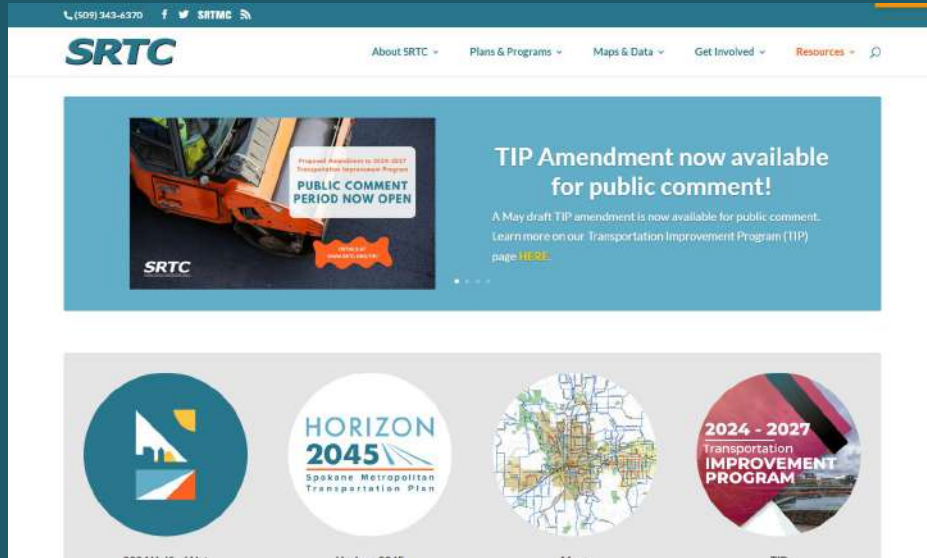 (509) 343-6370 f SRTMC
SRTC
About SRTC Plans & Programs Maps & Data Get Involved Resources
Proposed Amendment to 2024-2027
Transportation Improvement Program
PUBLIC COMMENT
PERIOD NOW OPEN
SRTC
TIP Amendment now available
for public comment!
A May draft TIP amendment is now available for public comment.
Learn more on our Transportation Improvement Program (TIP)
page HERE.
HORIZON
2045
Spokane Metropolitan
Transportation Plan
2024 - 2027
Transportation
IMPROVEMENT
PROGRAM